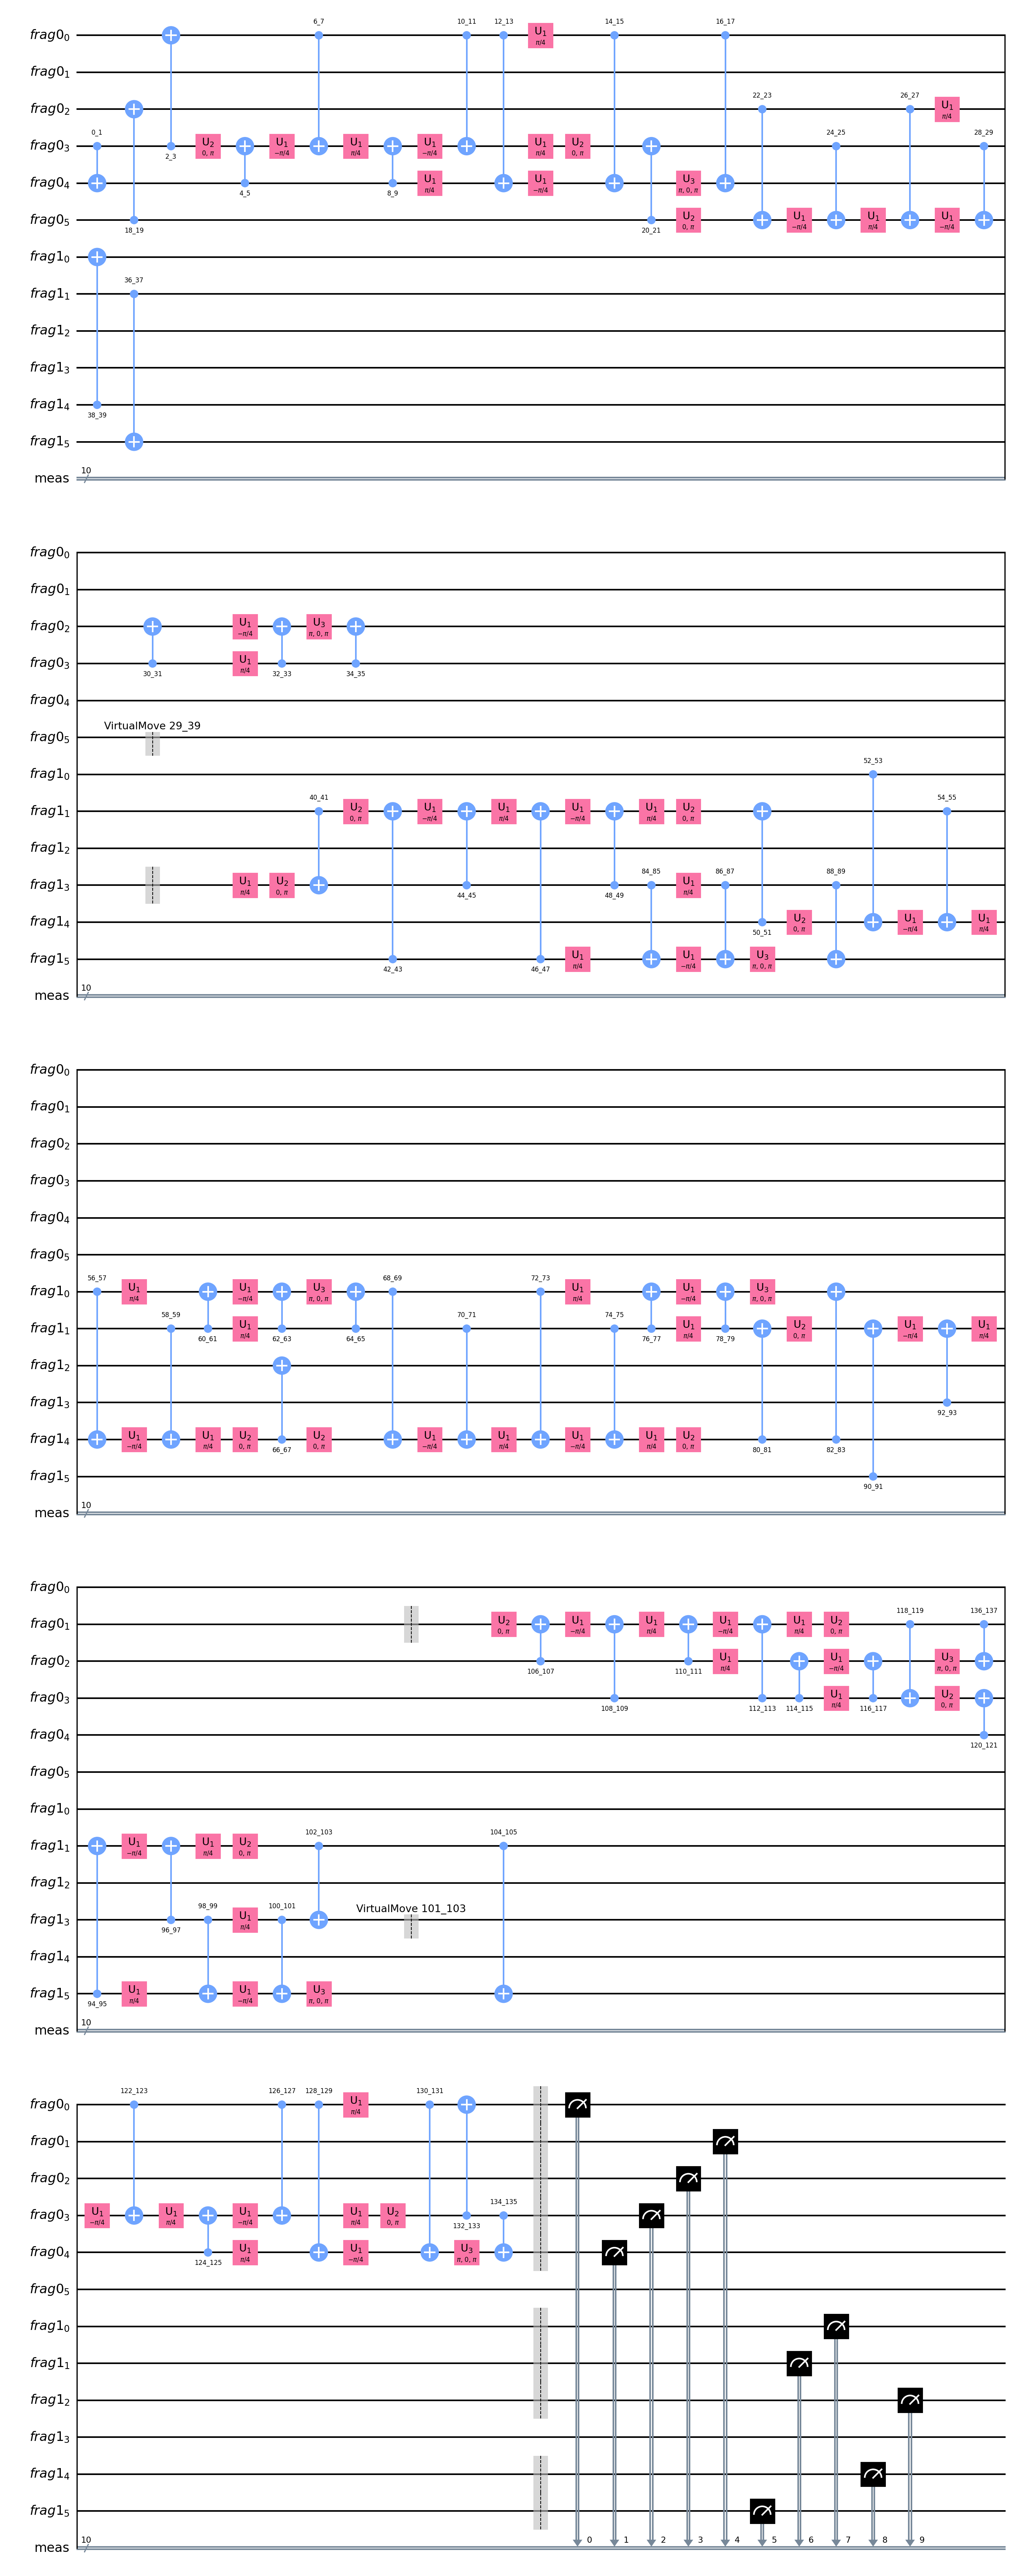 6_7 10_11 12_13 14_15 16_17
frag0₀ U₁
π/4
frag0₁
22_23 26_27
frag0₂ U₁
π/4
0_1 24_25 28_29
frag0₃ U₂ U₁ U₁ U₁ U₁ U₂
0, π −π/4 π/4 −π/4 π/4 0, π
2_3
frag0₄ U₁ U₁ U₃
π/4 −π/4 π, 0, π
4_5 8_9
frag0₅ U₂ U₁ U₁ U₁
0, π −π/4 π/4 −π/4
18_19 20_21
frag1₀
36_37
frag1₁
frag1₂
frag1₃
frag1₄
38_39
frag1₅
10
meas
frag0₀
frag0₁
frag0₂ U₁ U₃
−π/4 π, 0, π
frag0₃ U₁
π/4
30_31 32_33 34_35
frag0₄
VirtualMove 29_39
frag0₅
52_53
frag1₀
40_41 54_55
frag1₁ U₂ U₁ U₁ U₁ U₁ U₂
0, π −π/4 π/4 −π/4 π/4 0, π
frag1₂
84_85 86_87 88_89
frag1₃ U₁ U₂ U₁
π/4 0, π π/4
44_45 48_49
frag1₄ U₂ U₁ U₁
0, π −π/4 π/4
50_51
frag1₅ U₁ U₁ U₃
π/4 −π/4 π, 0, π
42_43 46_47
10
meas
frag0₀
frag0₁
frag0₂
frag0₃
frag0₄
frag0₅
56_57 68_69 72_73
frag1₀ U₁ U₁ U₃ U₁ U₁ U₃
π/4 −π/4 π, 0, π π/4 −π/4 π, 0, π
58_59 70_71 74_75
frag1₁ U₁ U₁ U₂ U₁ U₁
π/4 π/4 0, π −π/4 π/4
60_61 62_63 64_65 76_77 78_79
frag1₂
frag1₃
92_93
frag1₄ U₁ U₁ U₂ U₂ U₁ U₁ U₁ U₁ U₂
−π/4 π/4 0, π 0, π −π/4 π/4 −π/4 π/4 0, π
66_67 80_81 82_83
frag1₅
90_91
10
meas
frag0₀
118_119 136_137
frag0₁ U₂ U₁ U₁ U₁ U₁ U₂
0, π −π/4 π/4 −π/4 π/4 0, π
frag0₂ U₁ U₁ U₃
π/4 −π/4 π, 0, π
106_107 110_111
frag0₃ U₁ U₂
π/4 0, π
108_109 112_113 114_115 116_117
frag0₄
120_121
frag0₅
frag1₀
102_103 104_105
frag1₁ U₁ U₁ U₂
−π/4 π/4 0, π
frag1₂
98_99 100_101 VirtualMove 101_103
frag1₃ U₁
π/4
96_97
frag1₄
frag1₅ U₁ U₁ U₃
π/4 −π/4 π, 0, π
94_95
10
meas
122_123 126_127 128_129 130_131
frag0₀ U₁
π/4
frag0₁
frag0₂
134_135
frag0₃ U₁ U₁ U₁ U₁ U₂
−π/4 π/4 −π/4 π/4 0, π
132_133
frag0₄ U₁ U₁ U₃
π/4 −π/4 π, 0, π
124_125
frag0₅
frag1₀
frag1₁
frag1₂
frag1₃
frag1₄
frag1₅
10 0 1 2 3 4 5 6 7 8 9
meas